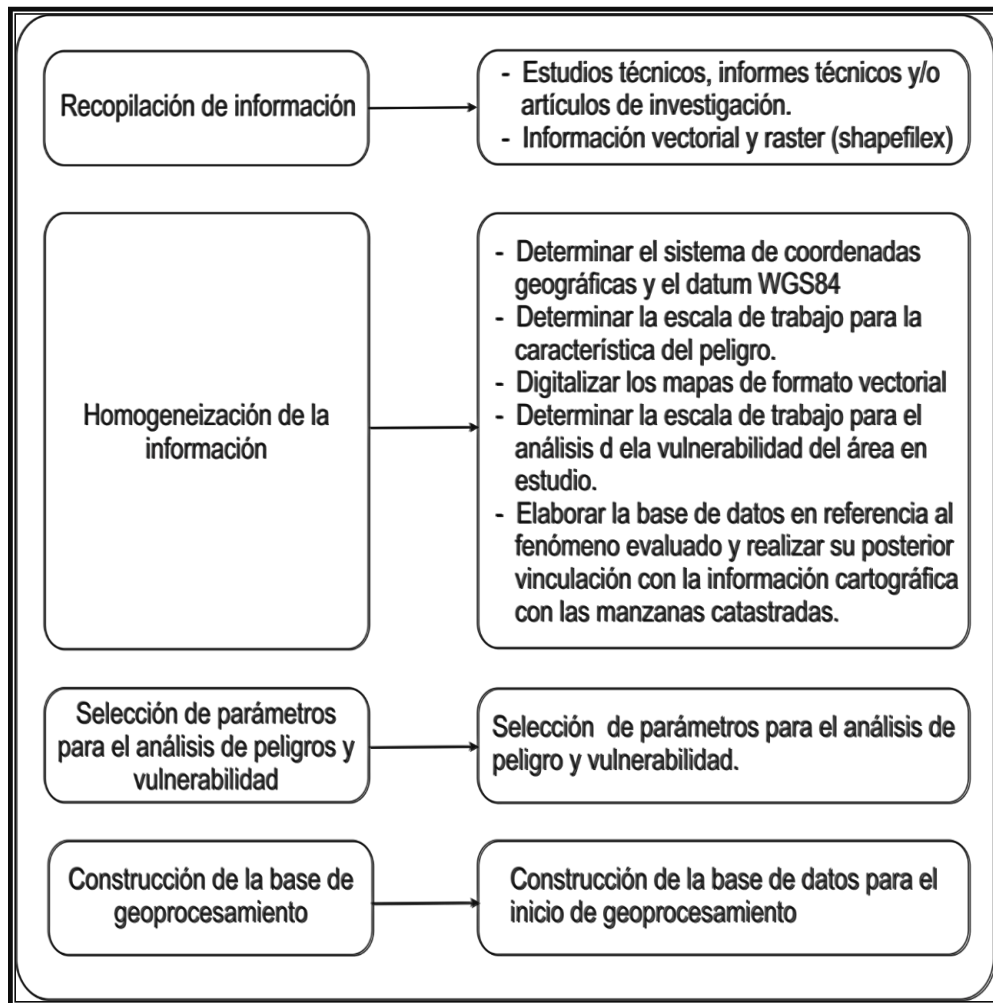 Recopilación de información
- Estudios técnicos, informes técnicos y/o
artículos de investigación.
- Información vectorial y raster (shapefilex)
Homogeneización de la
información
- Determinar el sistema de coordenadas
geográficas y el datum WGS84
- Determinar la escala de trabajo para la
característica del peligro.
- Digitalizar los mapas de formato vectorial
- Determinar la escala de trabajo para el
análisis d ela vulnerabilidad del área en
estudio.
- Elaborar la base de datos en referencia al
fenómeno evaluado y realizar su posterior
vinculación con la información cartográfica
con las manzanas catastradas.
Selección de parámetros
para el análisis de peligros y
vulnerabilidad
Selección de parámetros para el análisis de
peligro y vulnerabilidad.
Construcción de la base de
geoprocesamiento
Construcción de la base de datos para el
inicio de geoprocesamiento